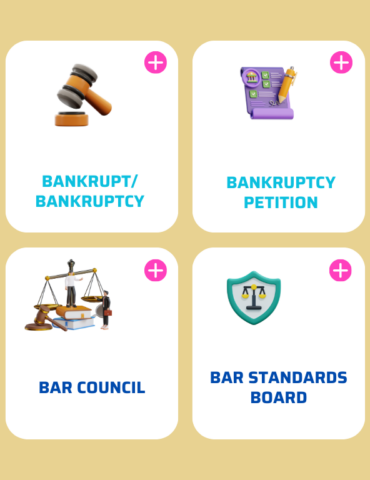 BANKRUPT/
BANKRUPTCY
BANKRUPTCY
PETITION
BAR COUNCIL
BAR STANDARDS
BOARD